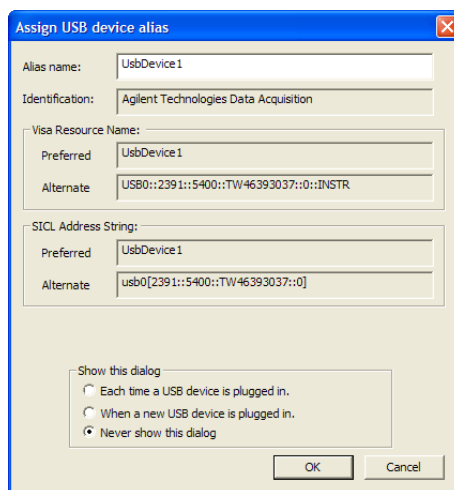 Assign USB device alias
Alias name: UsbDevice1
Identification: Agilent Technologies Data Acquisition
Visa Resource Name:
Preferred UsbDevice1
Alternate USB0::2391::5400::TW46393037::0::INSTR
SICL Address String:
Preferred UsbDevice1
Alternate usb0[2391::5400::TW46393037::0]
Show this dialog
Each time a USB device is plugged in.
When a new USB device is plugged in.
Never show this dialog
OK Cancel